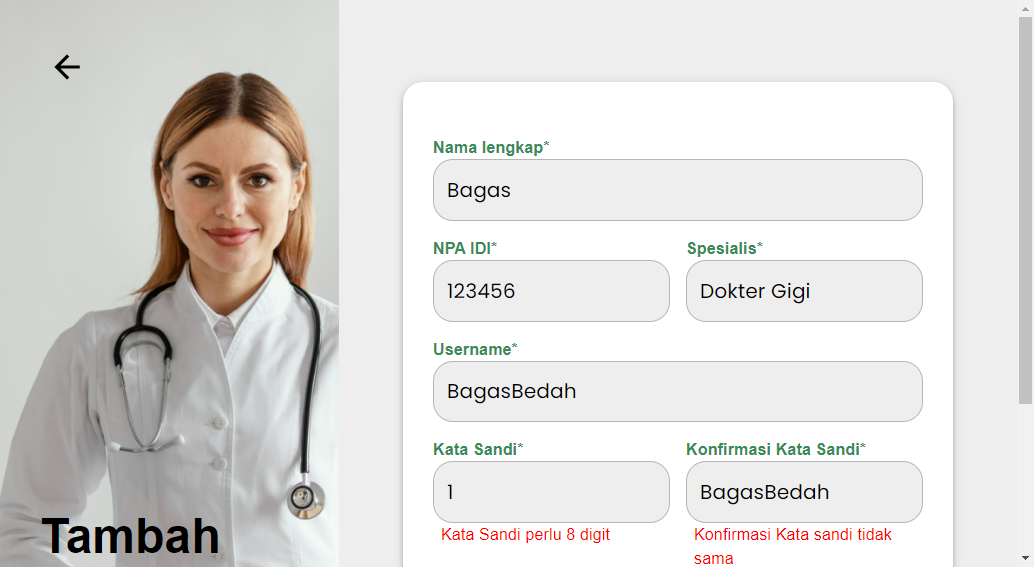 Nama lengkap*
Bagas
NPA IDI*
Spesialis*
123456
Dokter Gigi
Username*
BagasBedah
Kata Sandi*
Konfirmasi Kata Sandi*
1
BagasBedah
Kata Sandi perlu 8 digit
Konfirmasi Kata sandi tidak
sama
Tambah